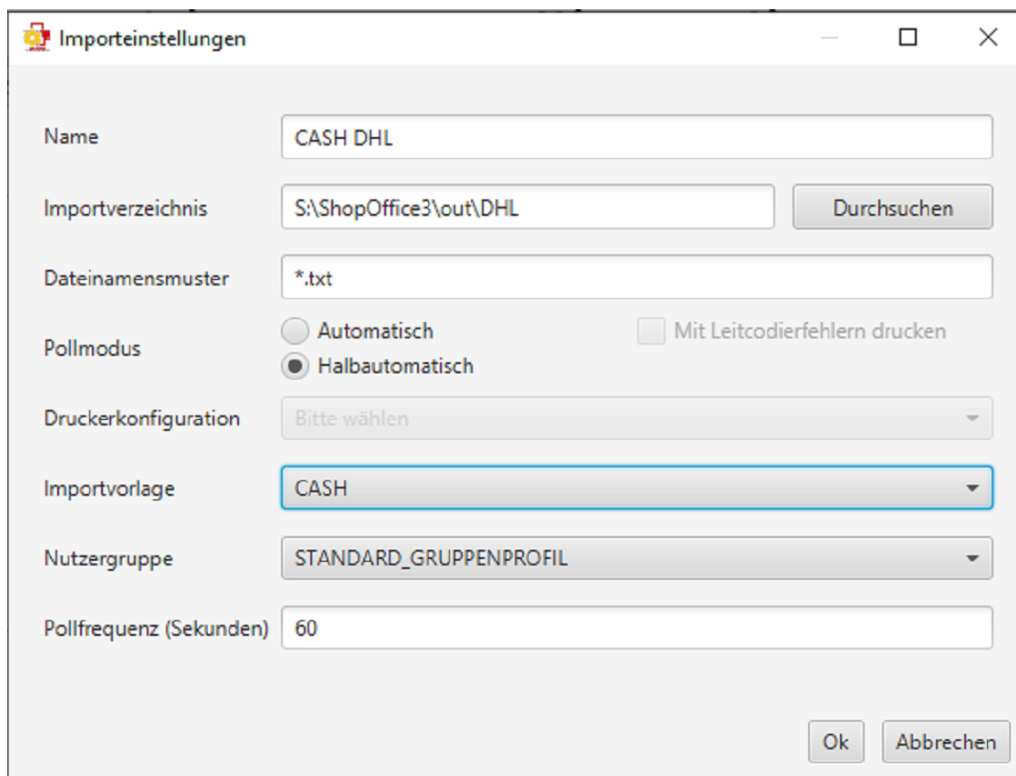 Importeinstellungen
Name CASH DHL
Importverzeichnis S:\ShopOffice3\out\DHL Durchsuchen
Dateinamensmuster *.txt
Pollmodus Automatisch Mit Leitcodierfehlern drucken
Halbautomatisch
Druckerkonfiguration Bitte wählen
Importvorlage CASH
Nutzergruppe STANDARD_GRUPPENPROFIL
Pollfrequenz (Sekunden) 60
Ok Abbrechen